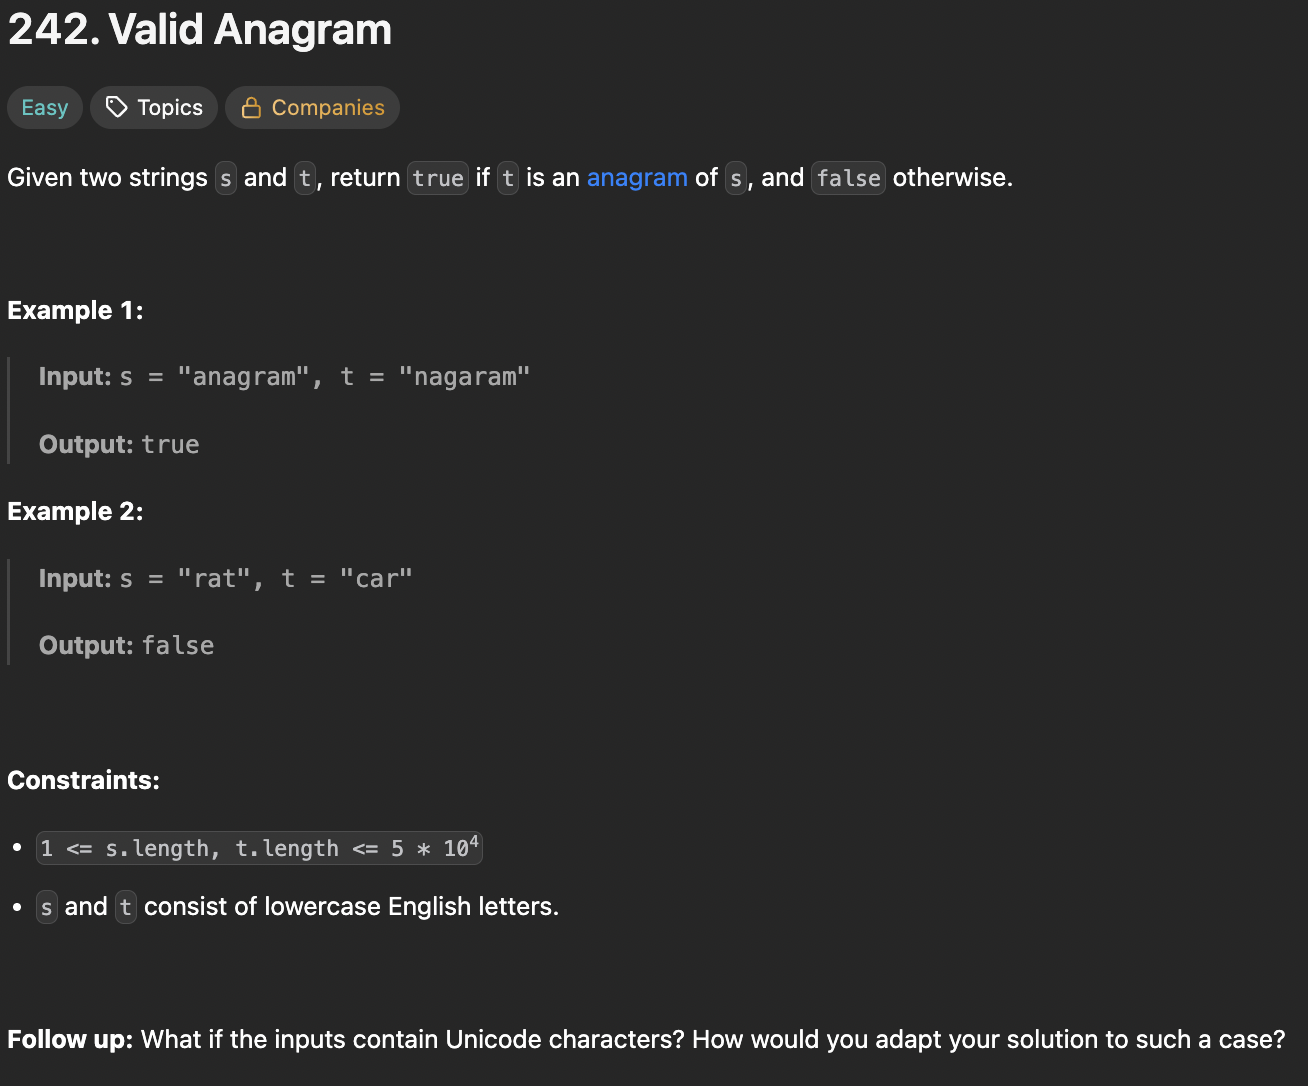 242. Valid Anagram
Easy Topics Companies
Given two strings s and t, return true if t is an anagram of s, and false otherwise.
Example 1:
Input: s = "anagram", t = "nagaram"
Output: true
Example 2:
Input: s = "rat", t = "car"
Output: false
Constraints:
• 1 <= s.length, t.length <= 5 * 10⁴
• s and t consist of lowercase English letters.
Follow up: What if the inputs contain Unicode characters? How would you adapt your solution to such a case?